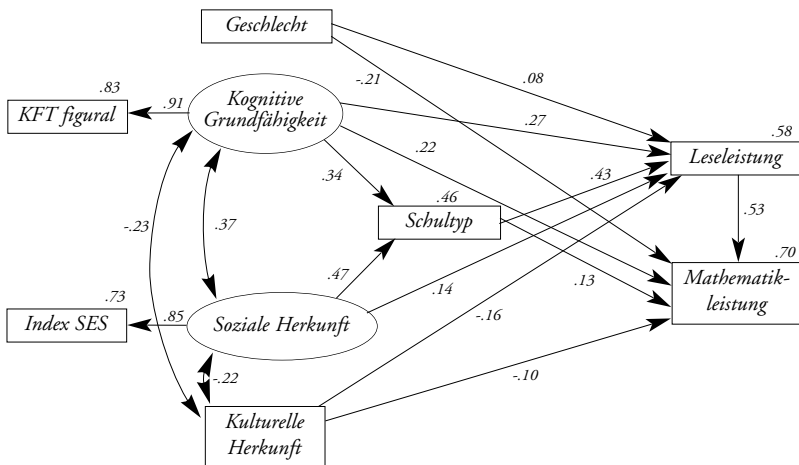 Geschlecht
-.21
.08
.83
.91
KFT figural
Kognitive
Grundfähigkeit
.27
.22
.58
Leseleistung
.34
.43
.46
Schultyp
-.23
.37
.53
.47
.70
Mathematik-
leistung
.13
.14
-.16
.73
.85
Index SES
Soziale Herkunft
-.22
-.10
Kulturelle
Herkunft